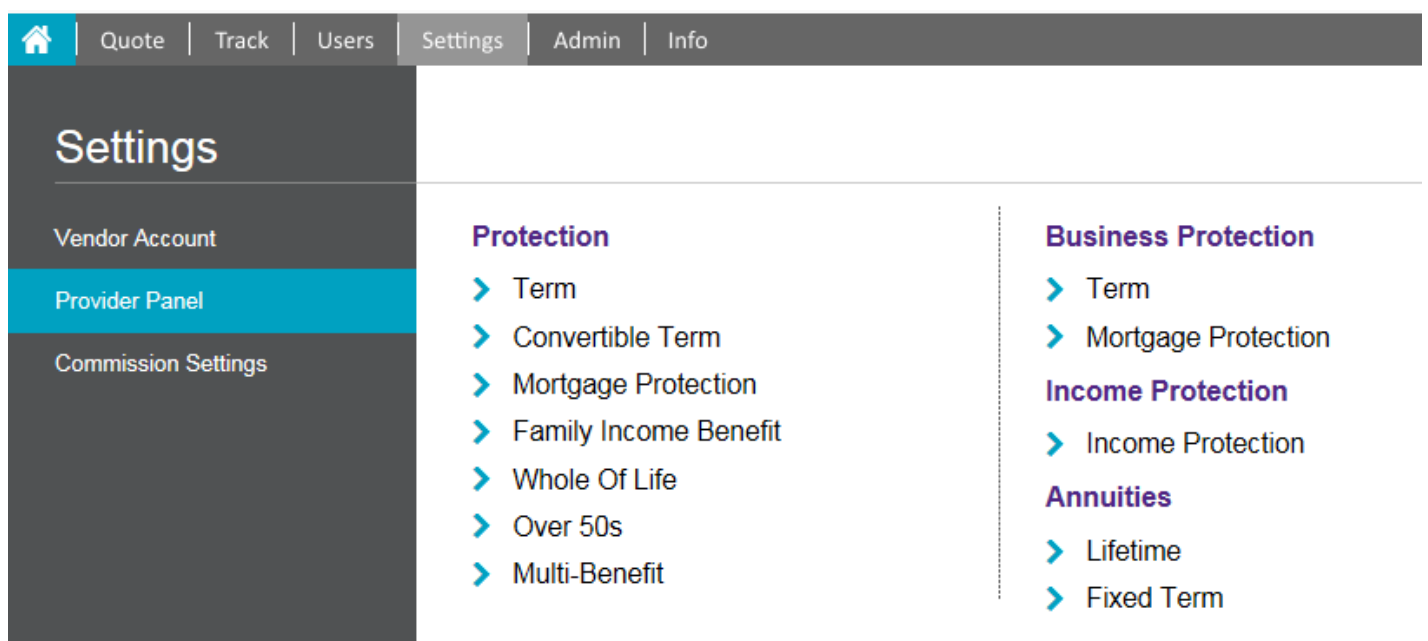 Quote Track Users Settings Admin Info
Settings
Vendor Account
Provider Panel
Commission Settings
Protection
Term
Convertible Term
Mortgage Protection
Family Income Benefit
Whole Of Life
Over 50s
Multi-Benefit
Business Protection
Term
Mortgage Protection
Income Protection
Income Protection
Annuities
Lifetime
Fixed Term